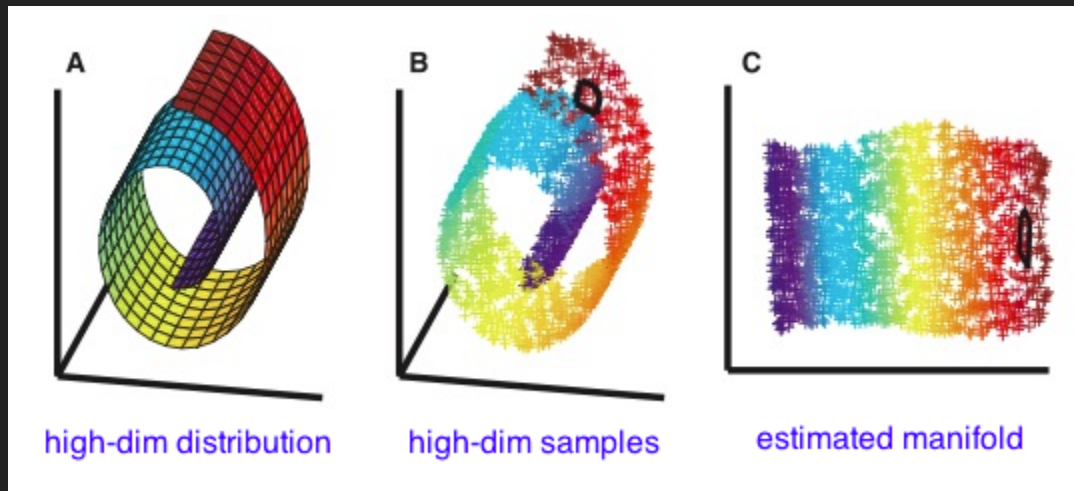 A
B
C
high-dim distribution
high-dim samples
estimated manifold